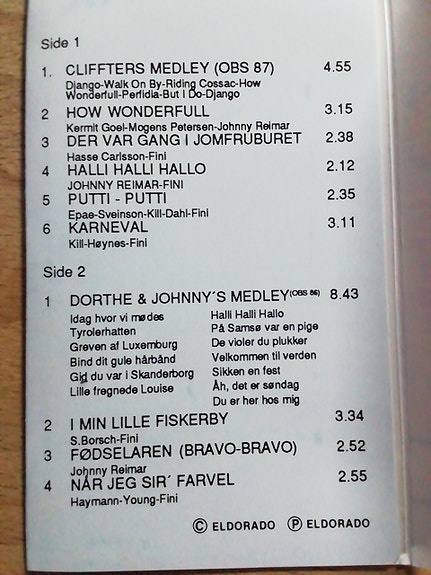 Side 1
1. CLIFFTERS MEDLEY (OBS 87) 4.55
Django-Walk On By-Riding Cossac-How
Wonderfull-Perfidia-But I Do-Django
2 HOW WONDERFULL 3.15
Kermit Goel-Mogens Petersen-Johnny Reimar
3 DER VAR GANG I JOMFRUBURET 2.38
Hasse Carlsson-Fini
4 HALLI HALLI HALLO 2.12
JOHNNY REIMAR-FINI
5 PUTTI - PUTTI 2.35
Epae-Sveinson-Kill-Dahl-Fini
6 KARNEVAL 3.11
Kill-Høynes-Fini
Side 2
1 DORTHE & JOHNNY´S MEDLEY(OBS 86) 8.43
Idag hvor vi mødes Halli Halli Hallo
Tyrolerhatten På Samsø var en pige
Greven af Luxemburg De violer du plukker
Bind dit gule hårbånd Velkommen til verden
Gid du var i Skanderborg Sikken en fest
Lille fregnede Louise Åh, det er søndag
Du er her hos mig
2 I MIN LILLE FISKERBY 3.34
S.Borsch-Fini
3 FØDSELAREN (BRAVO-BRAVO) 2.52
Johnny Reimar
4 NÅR JEG SIR´ FARVEL 2.55
Haymann-Young-Fini
Ⓒ ELDORADO Ⓟ ELDORADO